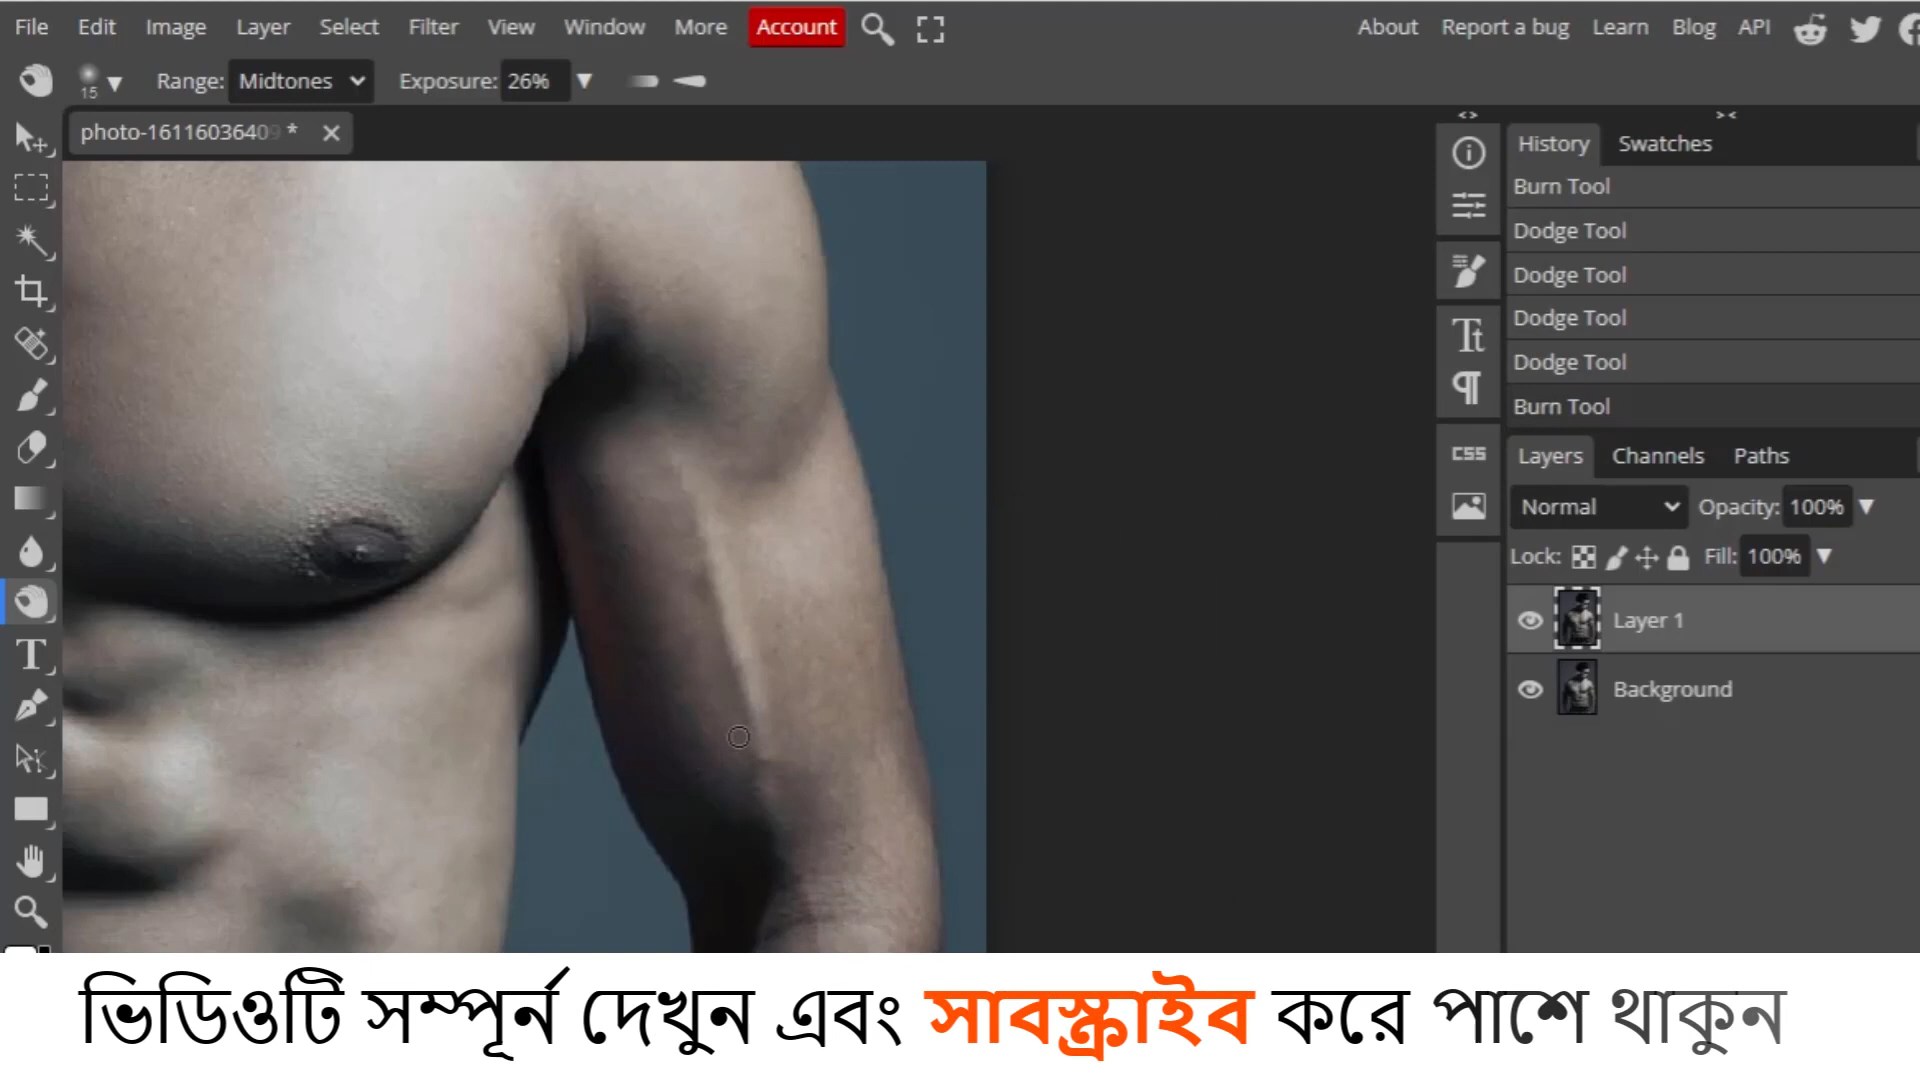 File Edit Image Layer Select Filter View Window More Account About Report a bug Learn Blog API
15 Range: Midtones Exposure: 26%
photo-16116036409 *
History Swatches
Burn Tool
Dodge Tool
Dodge Tool
Dodge Tool
Dodge Tool
Burn Tool
CSS
Layers Channels Paths
Normal Opacity: 100%
Lock: Fill: 100%
Layer 1
Background
ভিডিওটি সম্পূর্ন দেখুন এবং সাবস্ক্রাইব করে পাশে থাকুন